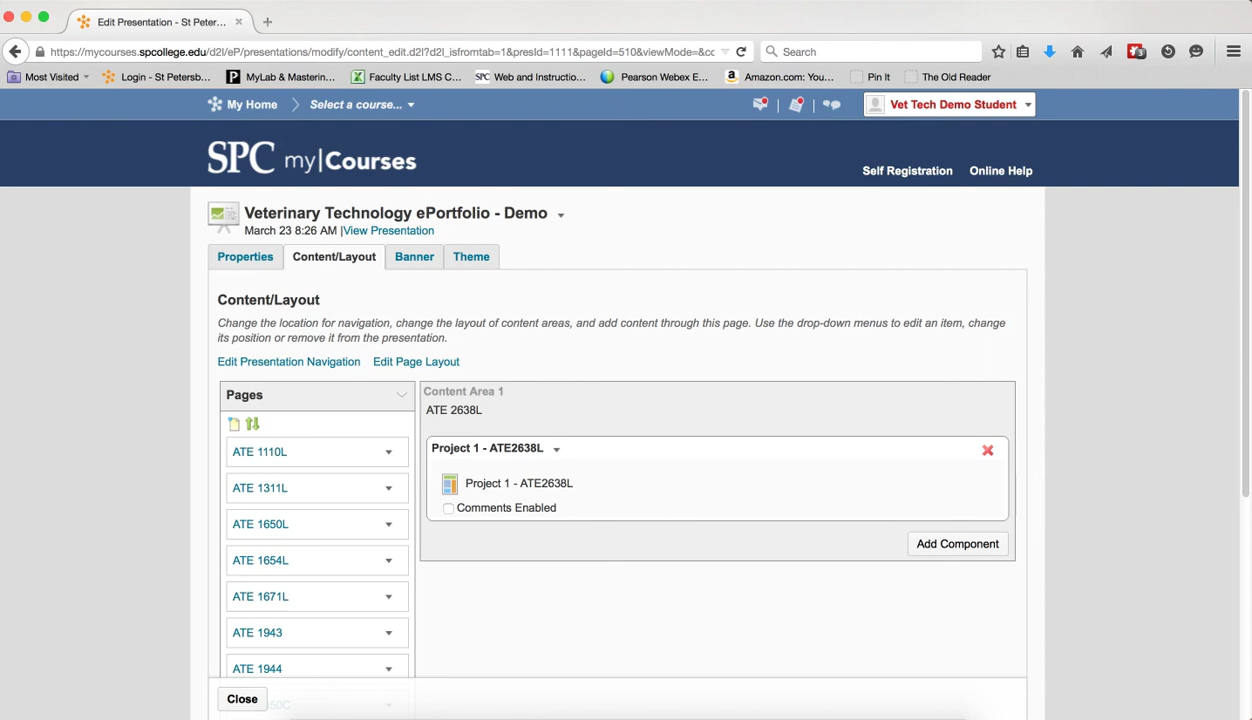 Edit Presentation - St Peter...
https://mycourses.spcollege.edu/d2l/eP/presentations/modify/content_edit.d2l?d2l_isfromtab=1&presId=1111&pageId=510&viewMode=&cc
Search
3
Most Visited
Login - St Petersb...
MyLab & Masterin...
Faculty List LMS C...
SPC Web and Instructio...
Pearson Webex E...
Amazon.com: You...
Pin It
The Old Reader
My Home
Select a course...
Vet Tech Demo Student
SPC my|Courses
Self Registration
Online Help
Veterinary Technology ePortfolio - Demo
March 23 8:26 AM |View Presentation
Properties
Content/Layout
Banner
Theme
Content/Layout
Change the location for navigation, change the layout of content areas, and add content through this page. Use the drop-down menus to edit an item, change
its position or remove it from the presentation.
Edit Presentation Navigation
Edit Page Layout
Pages
Content Area 1
ATE 2638L
ATE 1110L
Project 1 - ATE2638L
Project 1 - ATE2638L
ATE 1311L
Comments Enabled
ATE 1650L
Add Component
ATE 1654L
ATE 1671L
ATE 1943
ATE 1944
Close